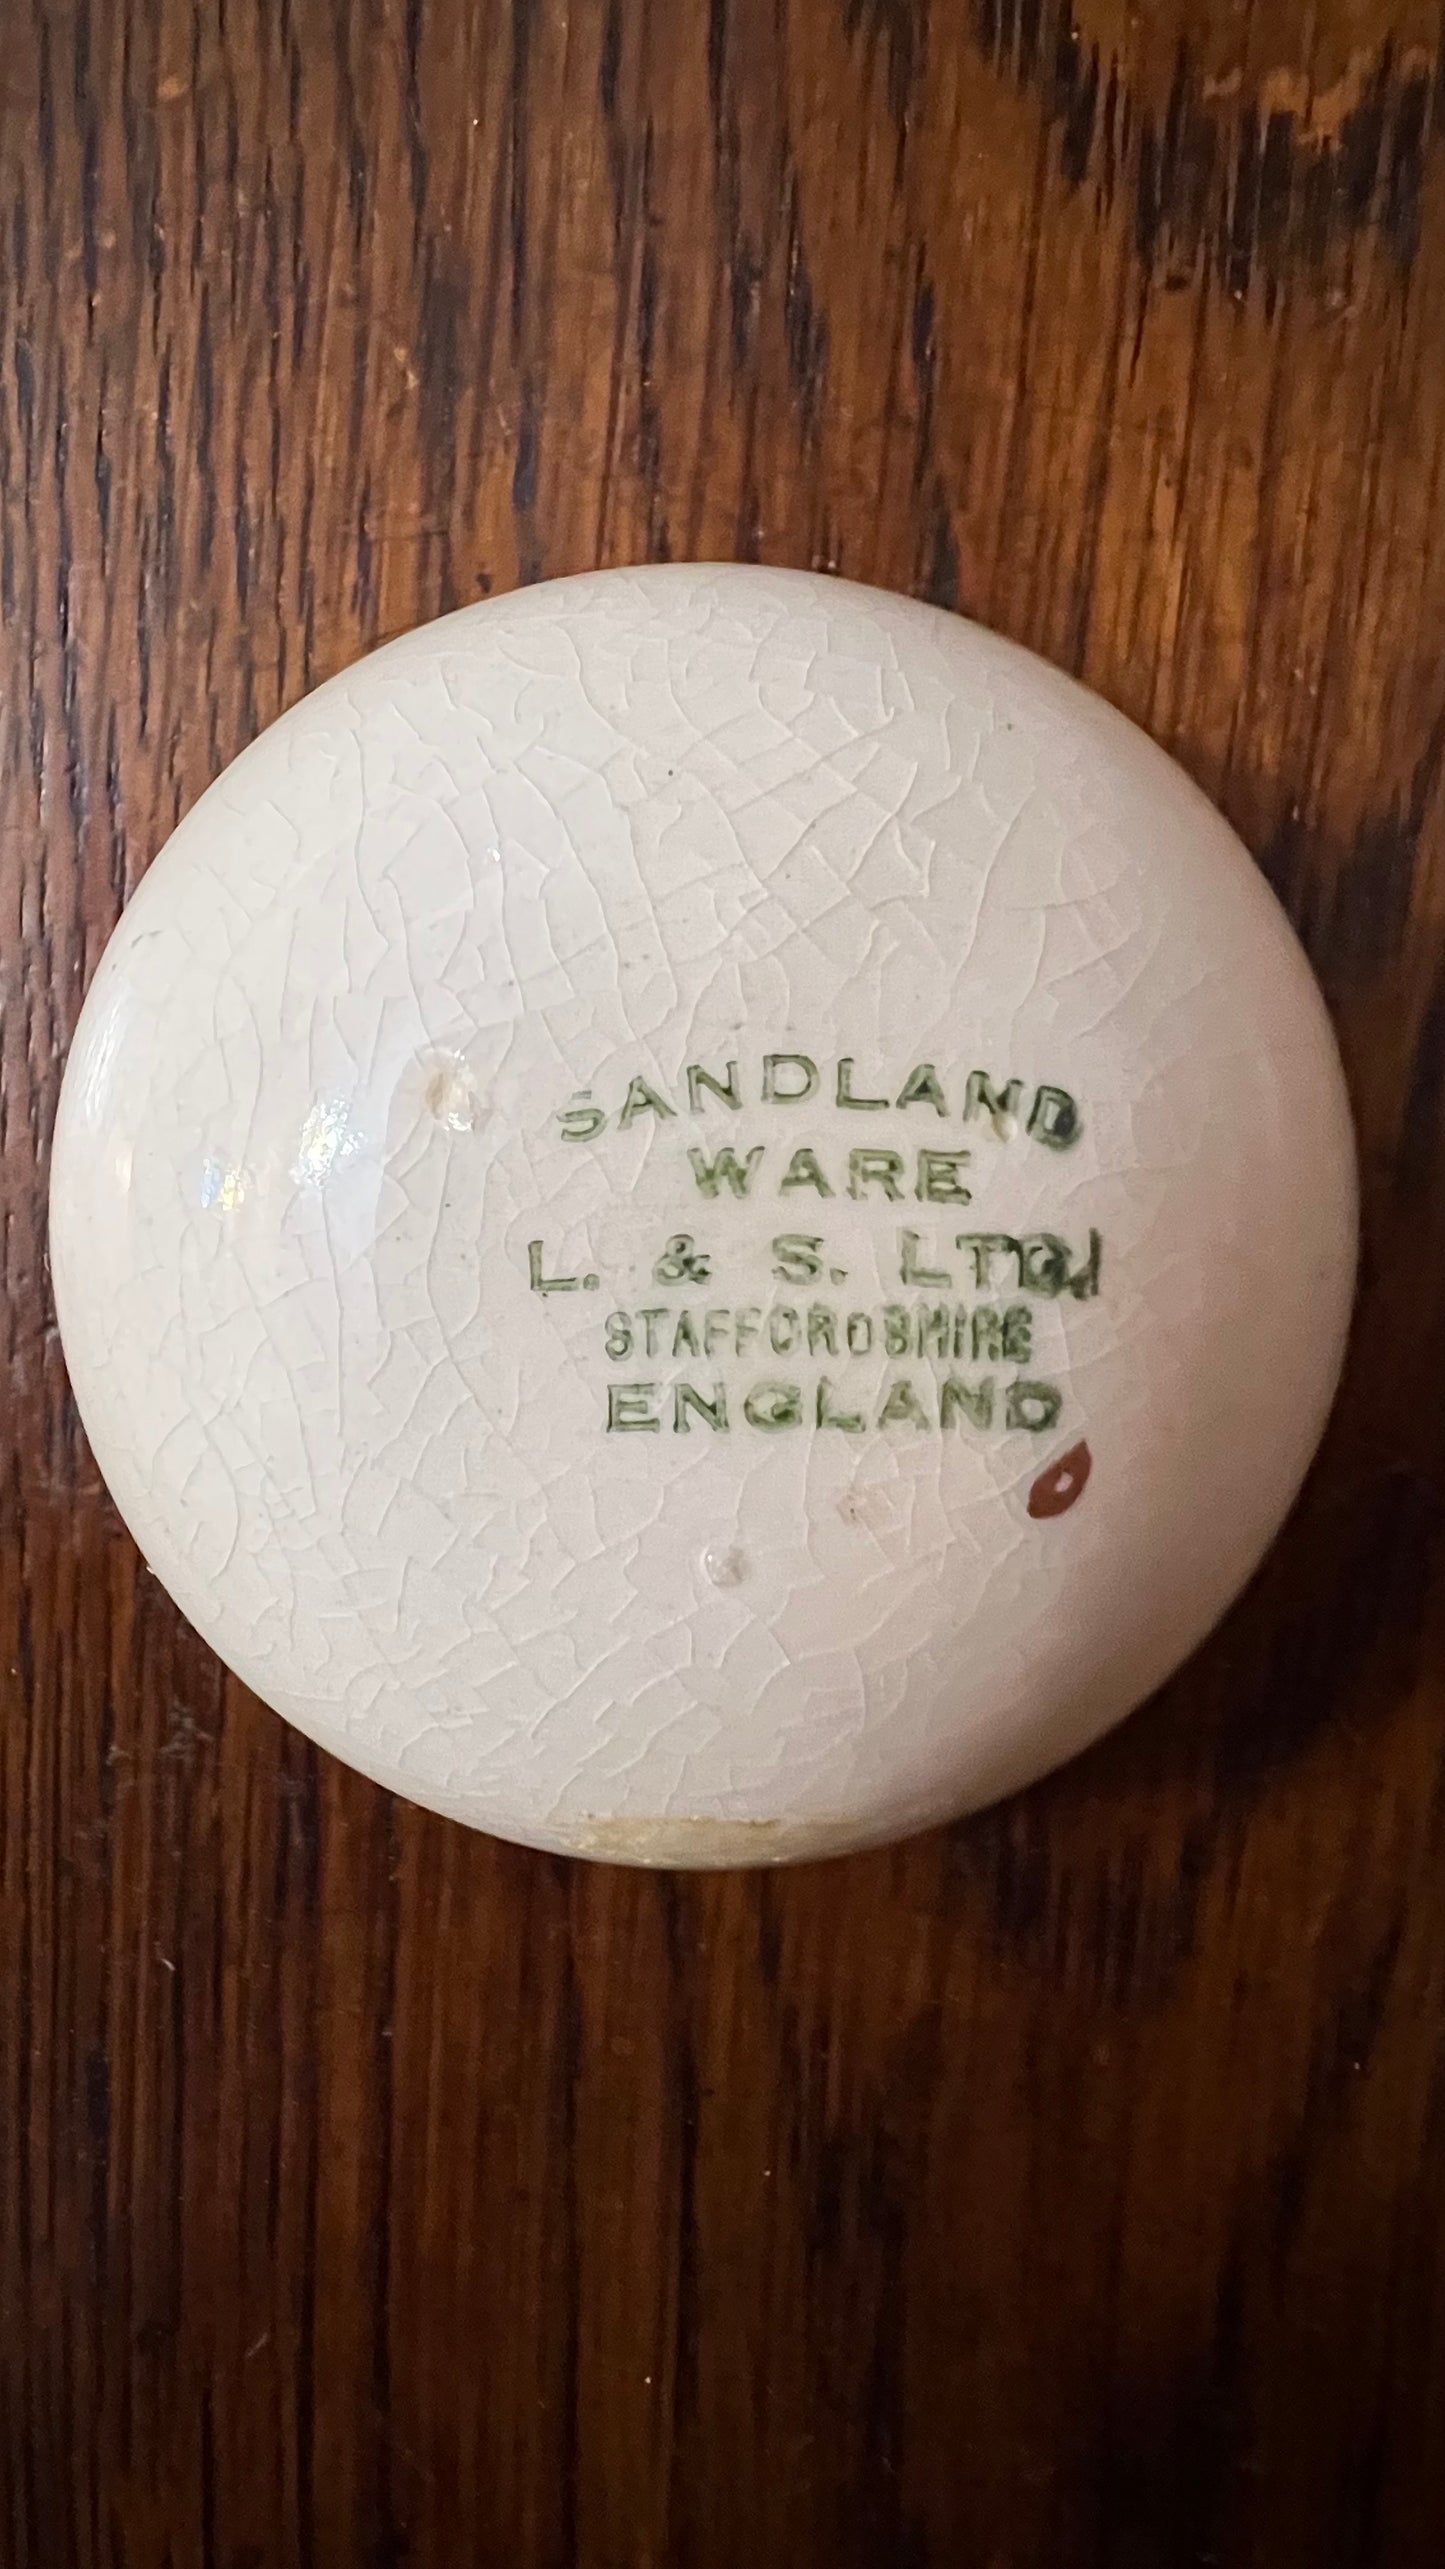 SANDLAND
WARE
L. & S. LTD
STAFFORDSHIRE
ENGLAND